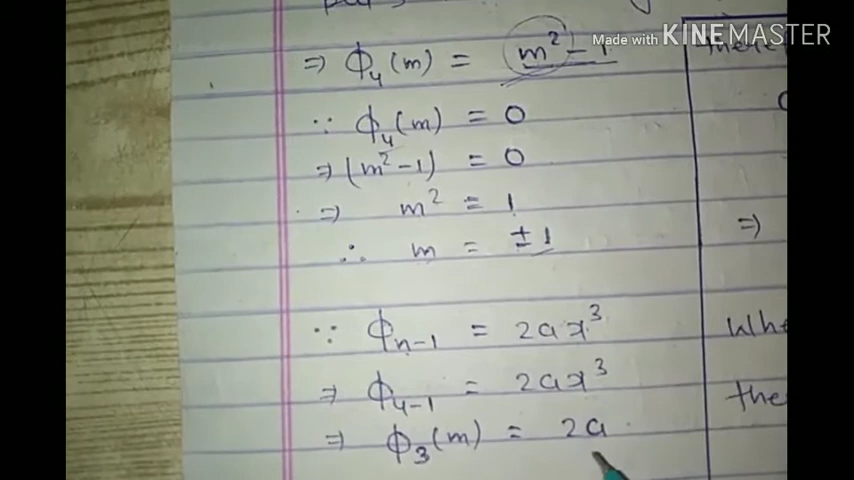 Made with KINEMASTER
⇒ Φ₄(m) = m² - 1
∵ Φ₄(m) = 0
⇒ (m² - 1) = 0
⇒ m² = 1
∴ m = ± 1
⇒
∵ Φₙ₋₁ = 2ax³
⇒ Φ₄₋₁ = 2ax³
⇒ Φ₃(m) = 2a